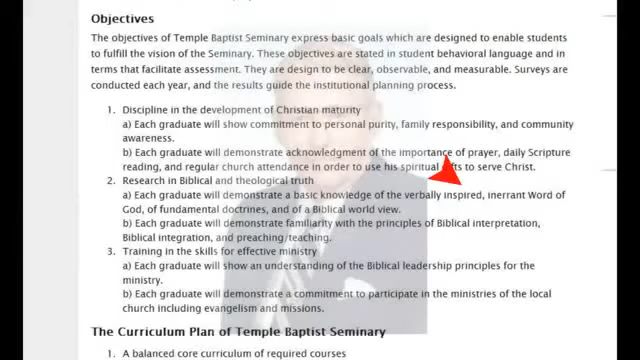 Objectives
The objectives of Temple Baptist Seminary express basic goals which are designed to enable students
to fulfill the vision of the Seminary. These objectives are stated in student behavioral language and in
terms that facilitate assessment. They are design to be clear, observable, and measurable. Surveys are
conducted each year, and the results guide the institutional planning process.
1. Discipline in the development of Christian maturity
a) Each graduate will show commitment to personal purity, family responsibility, and community
awareness.
b) Each graduate will demonstrate acknowledgment of the importance of prayer, daily Scripture
reading, and regular church attendance in order to use his spiritual gifts to serve Christ.
2. Research in Biblical and theological truth
a) Each graduate will demonstrate a basic knowledge of the verbally inspired, inerrant Word of
God, of fundamental doctrines, and of a Biblical world view.
b) Each graduate will demonstrate familiarity with the principles of Biblical interpretation,
Biblical integration, and preaching/teaching.
3. Training in the skills for effective ministry
a) Each graduate will show an understanding of the Biblical leadership principles for the
ministry.
b) Each graduate will demonstrate a commitment to participate in the ministries of the local
church including evangelism and missions.
The Curriculum Plan of Temple Baptist Seminary
1. A balanced core curriculum of required courses